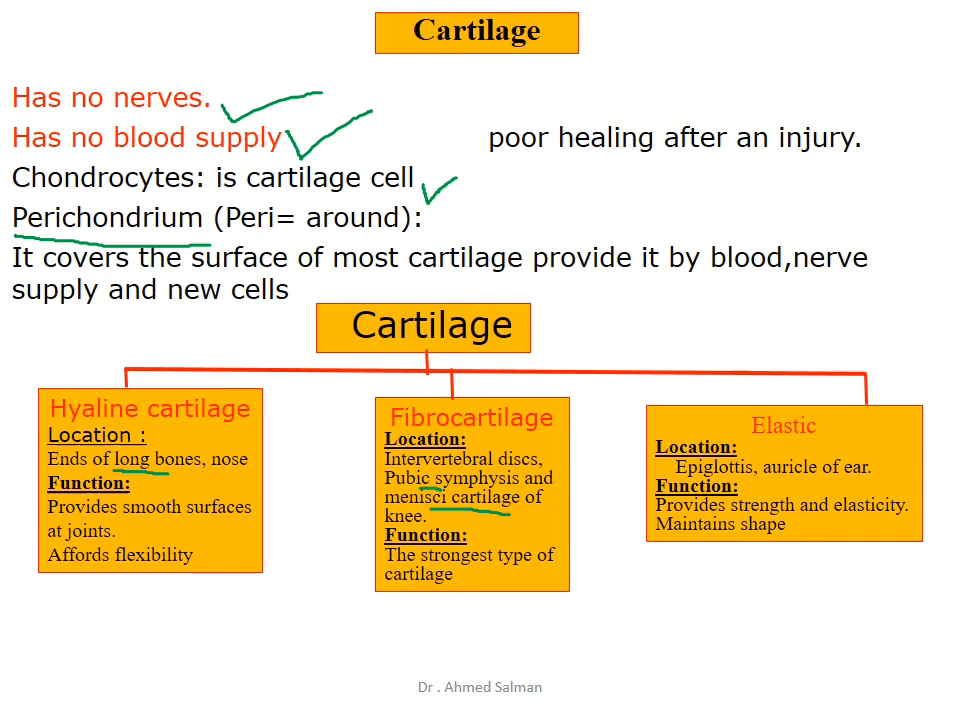 Cartilage
Has no nerves.
Has no blood supply poor healing after an injury.
Chondrocytes: is cartilage cell
Perichondrium (Peri= around):
It covers the surface of most cartilage provide it by blood,nerve
supply and new cells
Cartilage
Hyaline cartilage
Location :
Ends of long bones, nose
Function:
Provides smooth surfaces
at joints.
Affords flexibility
Fibrocartilage
Location:
Intervertebral discs,
Pubic symphysis and
menisci cartilage of
knee.
Function:
The strongest type of
cartilage
Elastic
Location:
Epiglottis, auricle of ear.
Function:
Provides strength and elasticity.
Maintains shape
Dr . Ahmed Salman